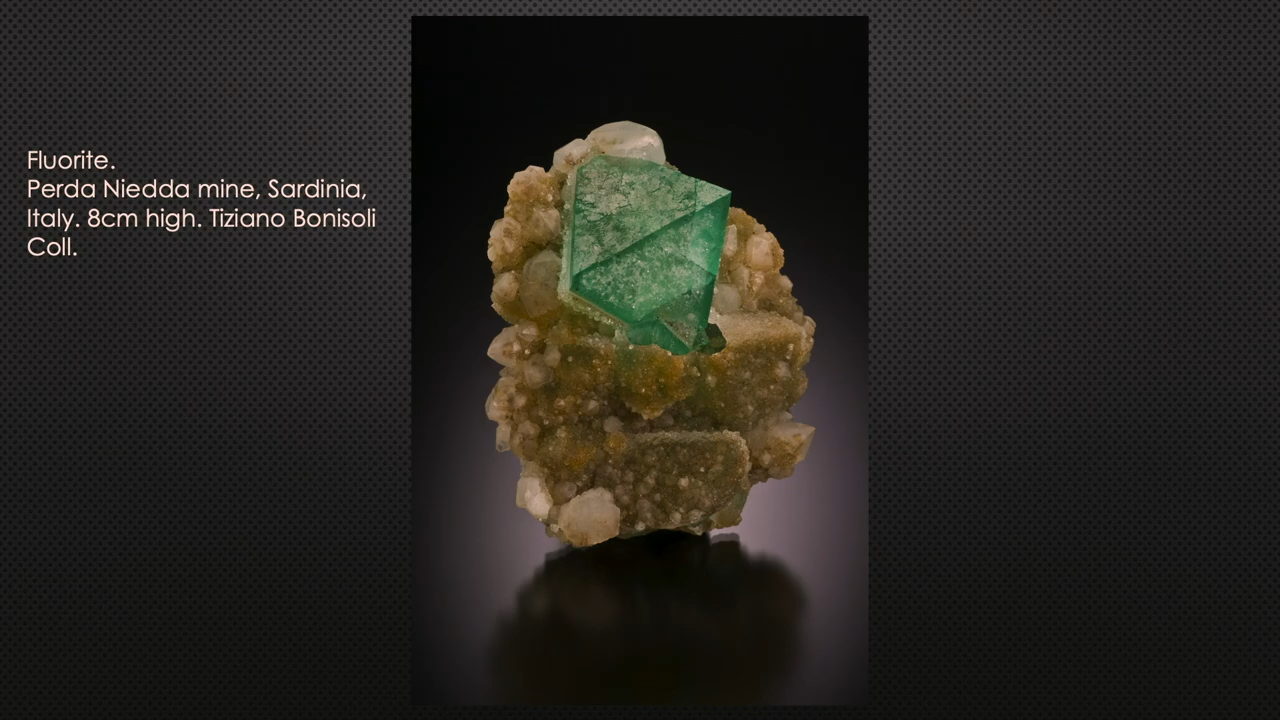 Fluorite.
Perda Niedda mine, Sardinia,
Italy. 8cm high. Tiziano Bonisoli
Coll.